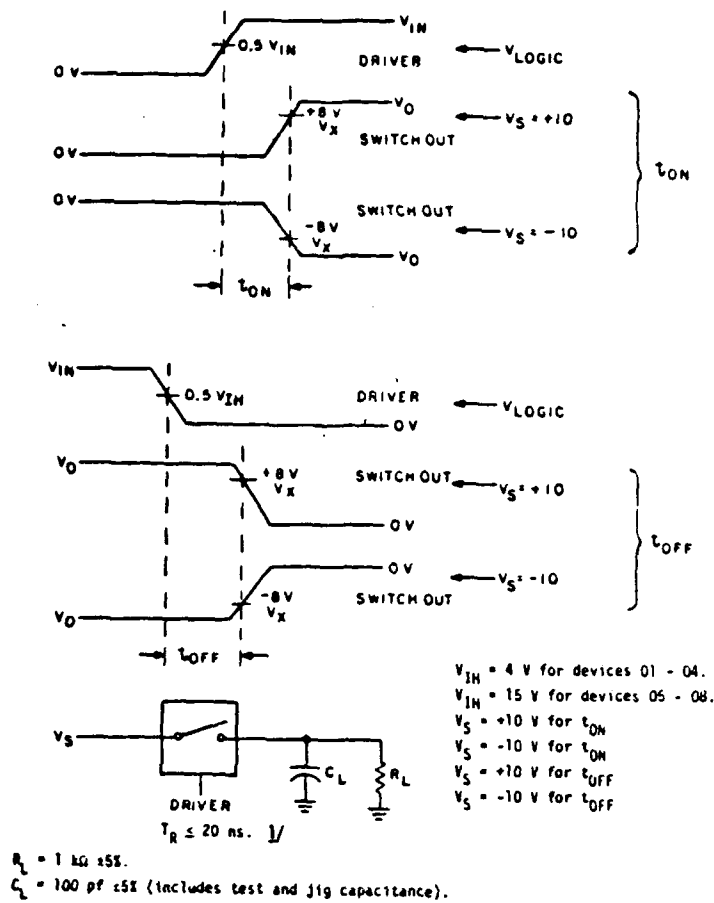 V_IN
0.5 V_IN
0 V
DRIVER
V_LOGIC
V_O
+8 V
V_X
V_S = +10
SWITCH OUT
0 V
0 V
SWITCH OUT
-8 V
V_X
V_S = -10
V_O
t_ON
t_ON
V_IN
0.5 V_IH
DRIVER
V_LOGIC
0 V
V_O
+8 V
V_X
SWITCH OUT
V_S = +10
0 V
t_OFF
0 V
V_S = -10
-8 V
V_X
SWITCH OUT
V_O
t_OFF
V_IH = 4 V for devices 01 - 04.
V_IH = 15 V for devices 05 - 08.
V_S = +10 V for t_ON
V_S = -10 V for t_ON
V_S = +10 V for t_OFF
V_S = -10 V for t_OFF
V_S
C_L
R_L
DRIVER
T_R ≤ 20 ns. 1/
R_L = 1 kΩ ±5%.
C_L = 100 pf ±5% (includes test and jig capacitance).